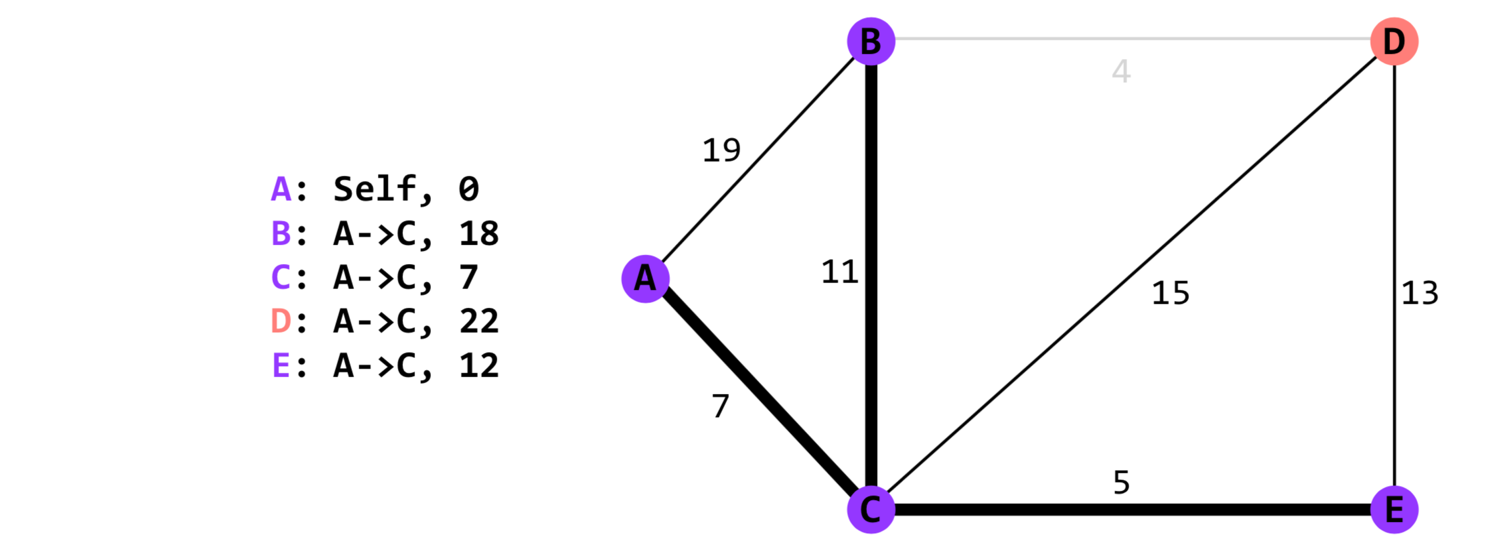 A: Self, 0
B: A->C, 18
C: A->C, 7
D: A->C, 22
E: A->C, 12
B
D
4
19
A
11
15
13
7
5
C
E